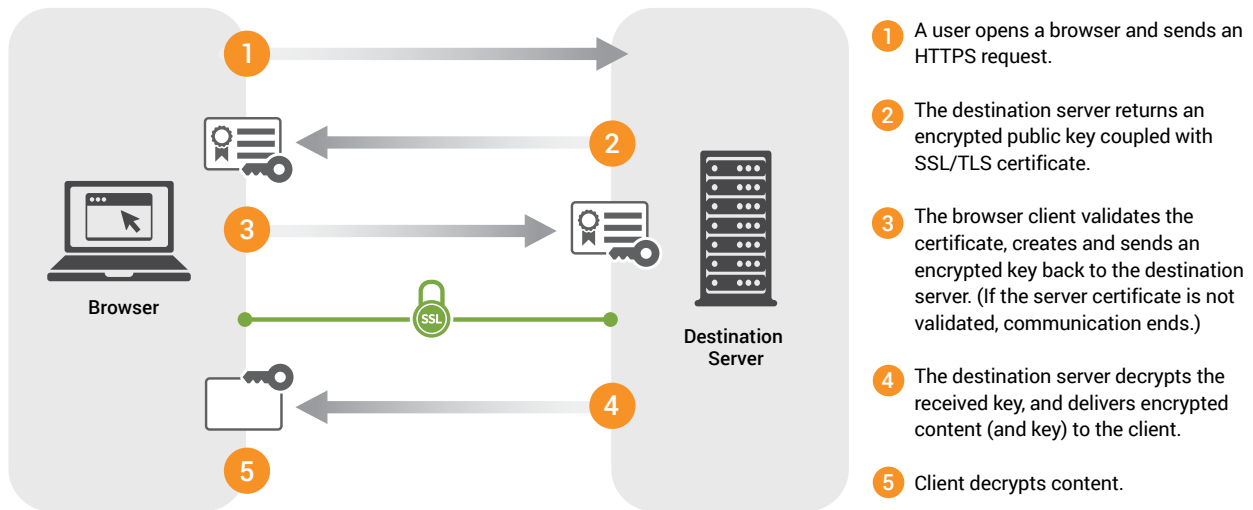 1
2
3
4
5
SSL
Browser
Destination
Server
1 A user opens a browser and sends an
HTTPS request.
2 The destination server returns an
encrypted public key coupled with
SSL/TLS certificate.
3 The browser client validates the
certificate, creates and sends an
encrypted key back to the destination
server. (If the server certificate is not
validated, communication ends.)
4 The destination server decrypts the
received key, and delivers encrypted
content (and key) to the client.
5 Client decrypts content.